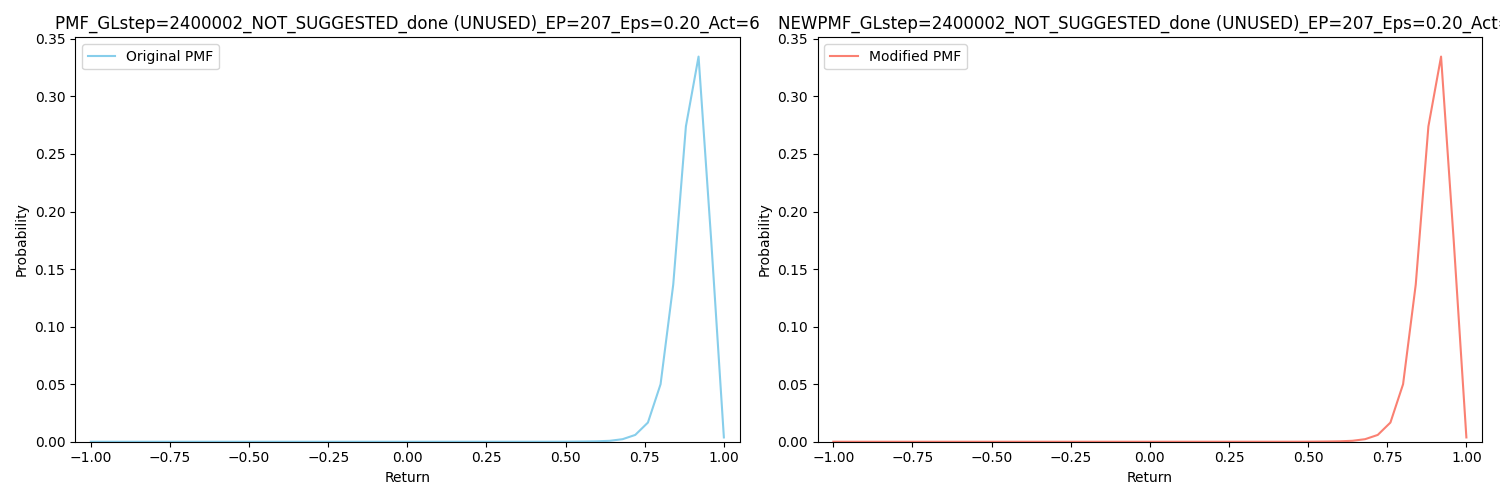 PMF_GLstep=2400002_NOT_SUGGESTED_done (UNUSED)_EP=207_Eps=0.20_Act=6
Original PMF
Probability
0.35
0.30
0.25
0.20
0.15
0.10
0.05
0.00
−1.00 −0.75 −0.50 −0.25 0.00 0.25 0.50 0.75 1.00
Return
NEWPMF_GLstep=2400002_NOT_SUGGESTED_done (UNUSED)_EP=207_Eps=0.20_Act=
Modified PMF
Probability
0.35
0.30
0.25
0.20
0.15
0.10
0.05
0.00
−1.00 −0.75 −0.50 −0.25 0.00 0.25 0.50 0.75 1.00
Return